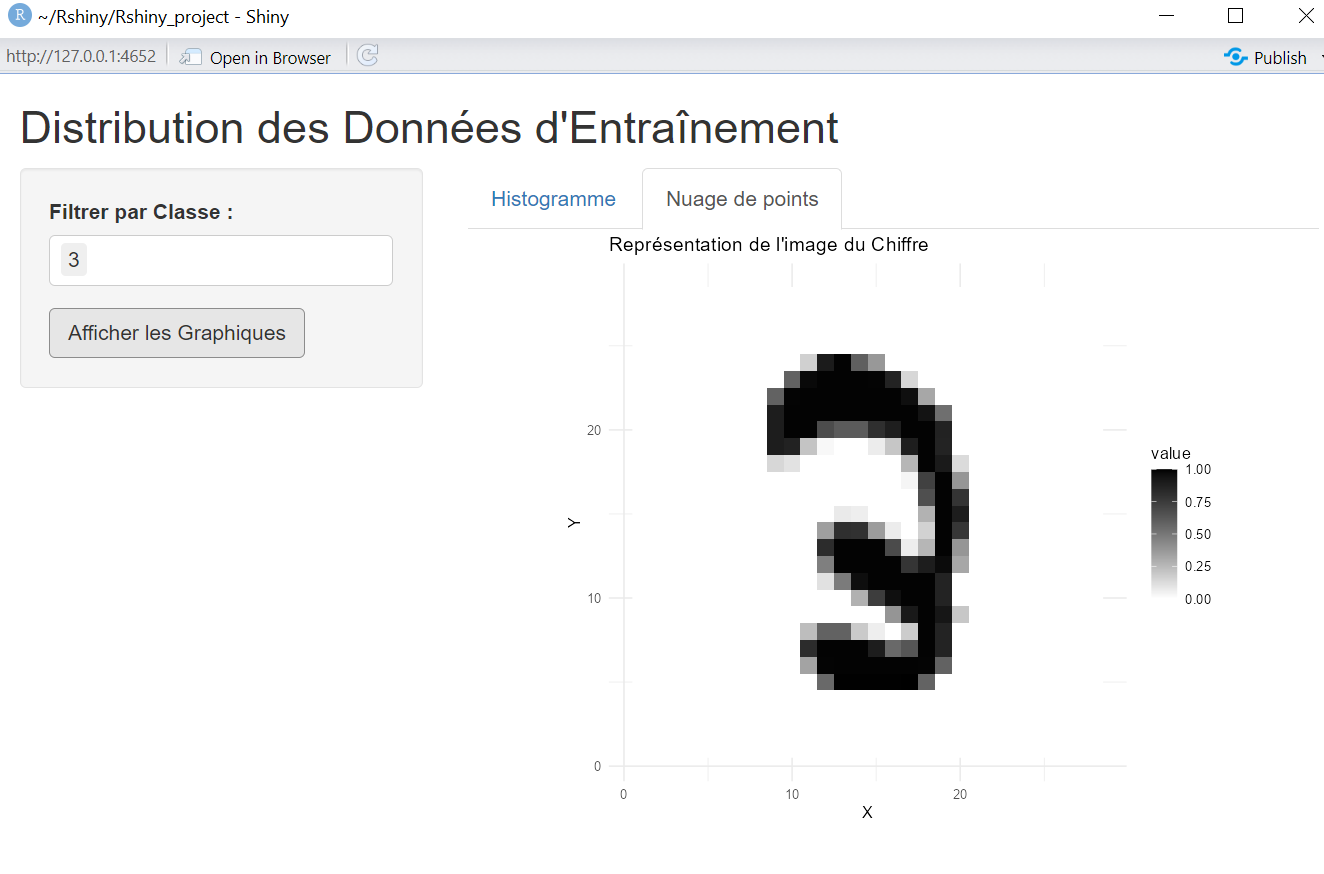 R ~/Rshiny/Rshiny_project - Shiny
http://127.0.0.1:4652 Open in Browser Publish
Distribution des Données d'Entraînement
Filtrer par Classe :
3
Afficher les Graphiques
Histogramme Nuage de points
Représentation de l'image du Chiffre
Y
20
10
0
0 10 20
X
value
1.00
0.75
0.50
0.25
0.00